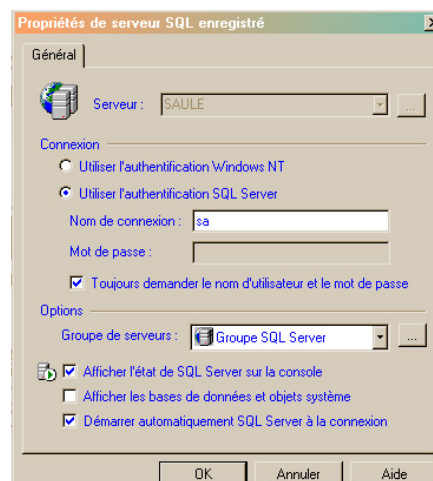 Propriétés de serveur SQL enregistré
Général
Serveur : SAULE ...
Connexion
Utiliser l'authentification Windows NT
Utiliser l'authentification SQL Server
Nom de connexion : sa
Mot de passe :
Toujours demander le nom d'utilisateur et le mot de passe
Options
Groupe de serveurs : Groupe SQL Server ...
Afficher l'état de SQL Server sur la console
Afficher les bases de données et objets système
Démarrer automatiquement SQL Server à la connexion
OK Annuler Aide